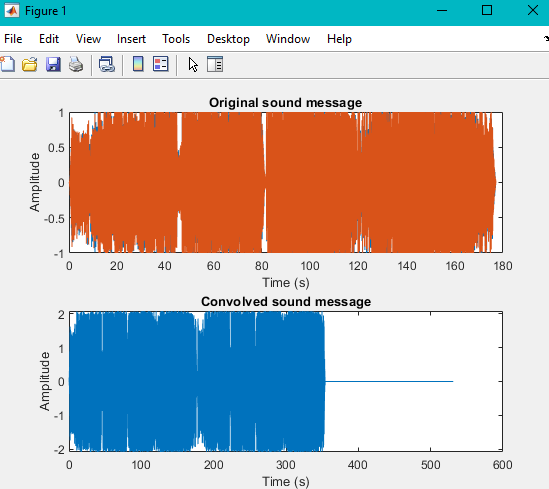 Figure 1
File Edit View Insert Tools Desktop Window Help
Original sound message
1
0.5
0
-0.5
-1
Amplitude
0 20 40 60 80 100 120 140 160 180
Time (s)
Convolved sound message
2
1
0
-1
-2
Amplitude
0 100 200 300 400 500 600
Time (s)